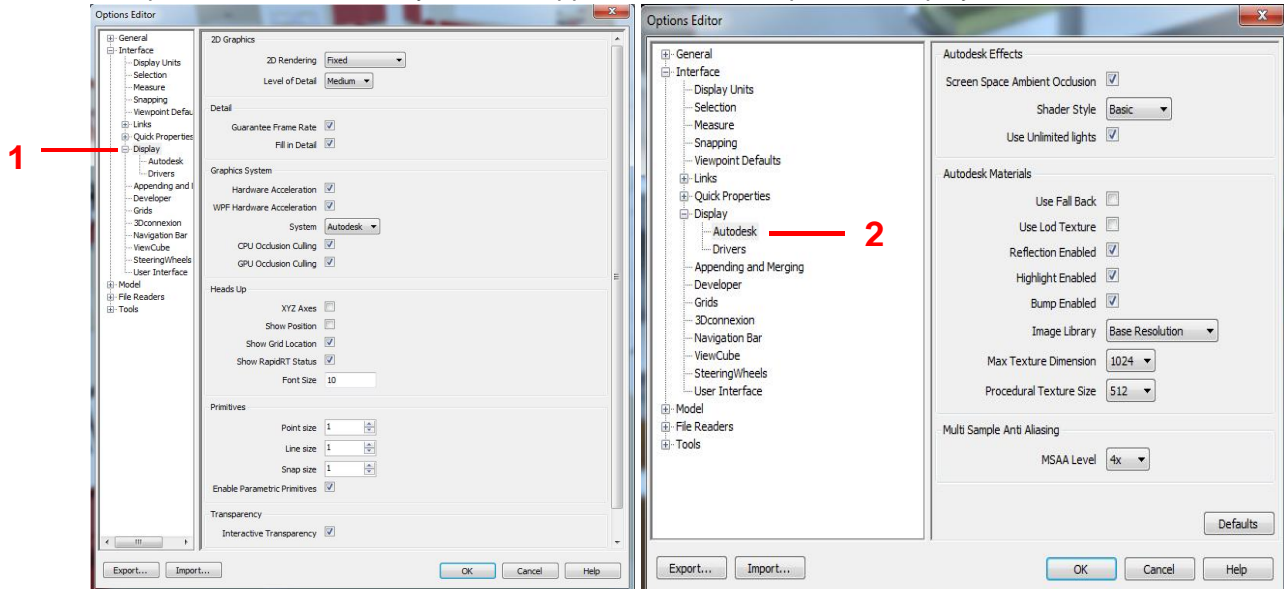 Options Editor
General
Interface
Display Units
Selection
Measure
Snapping
Viewpoint Defau
Links
Quick Properties
Display
Autodesk
Drivers
Appending and
Developer
Grids
3Dconnexion
Navigation Bar
ViewCube
SteeringWheels
User Interface
Model
File Readers
Tools
1
2D Graphics
2D Rendering Fixed
Level of Detail Medium
Detail
Guarantee Frame Rate
Fill in Detail
Graphics System
Hardware Acceleration
WPF Hardware Acceleration
System Autodesk
CPU Occlusion Culling
GPU Occlusion Culling
Heads Up
XYZ Axes
Show Position
Show Grid Location
Show RapidRT Status
Font Size 10
Primitives
Point size 1
Line size 1
Snap size 1
Enable Parametric Primitives
Transparency
Interactive Transparency
Export... Import... OK Cancel Help
Options Editor
General
Interface
Display Units
Selection
Measure
Snapping
Viewpoint Defaults
Links
Quick Properties
Display
Autodesk
Drivers
Appending and Merging
Developer
Grids
3Dconnexion
Navigation Bar
ViewCube
SteeringWheels
User Interface
Model
File Readers
Tools
2
Autodesk Effects
Screen Space Ambient Occlusion
Shader Style Basic
Use Unlimited lights
Autodesk Materials
Use Fall Back
Use Lod Texture
Reflection Enabled
Highlight Enabled
Bump Enabled
Image Library Base Resolution
Max Texture Dimension 1024
Procedural Texture Size 512
Multi Sample Anti Aliasing
MSAA Level 4x
Defaults
Export... Import... OK Cancel Help